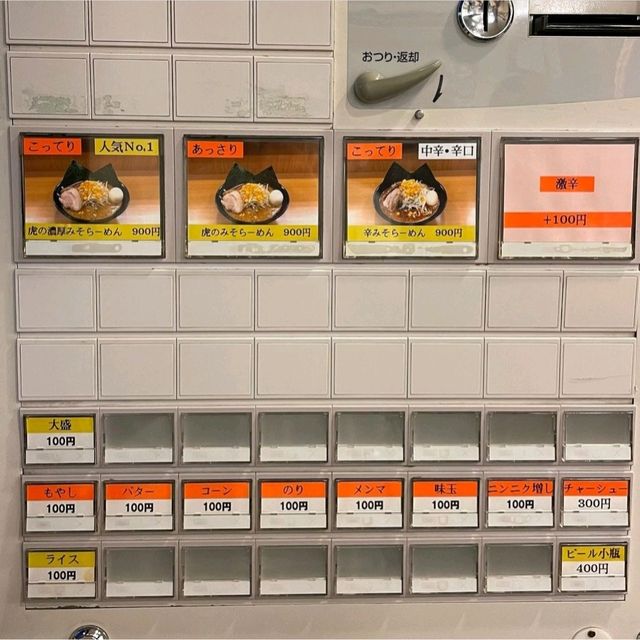 おつり・返却
こってり 人気No.1
虎の濃厚みそらーめん 900円
あっさり
虎のみそらーめん 900円
こってり 中辛・辛口
辛みそらーめん 900円
激辛
+100円
大盛
100円
もやし
100円
バター
100円
コーン
100円
のり
100円
メンマ
100円
味玉
100円
ニンニク増し
100円
チャーシュー
300円
ライス
100円
ビール小瓶
400円